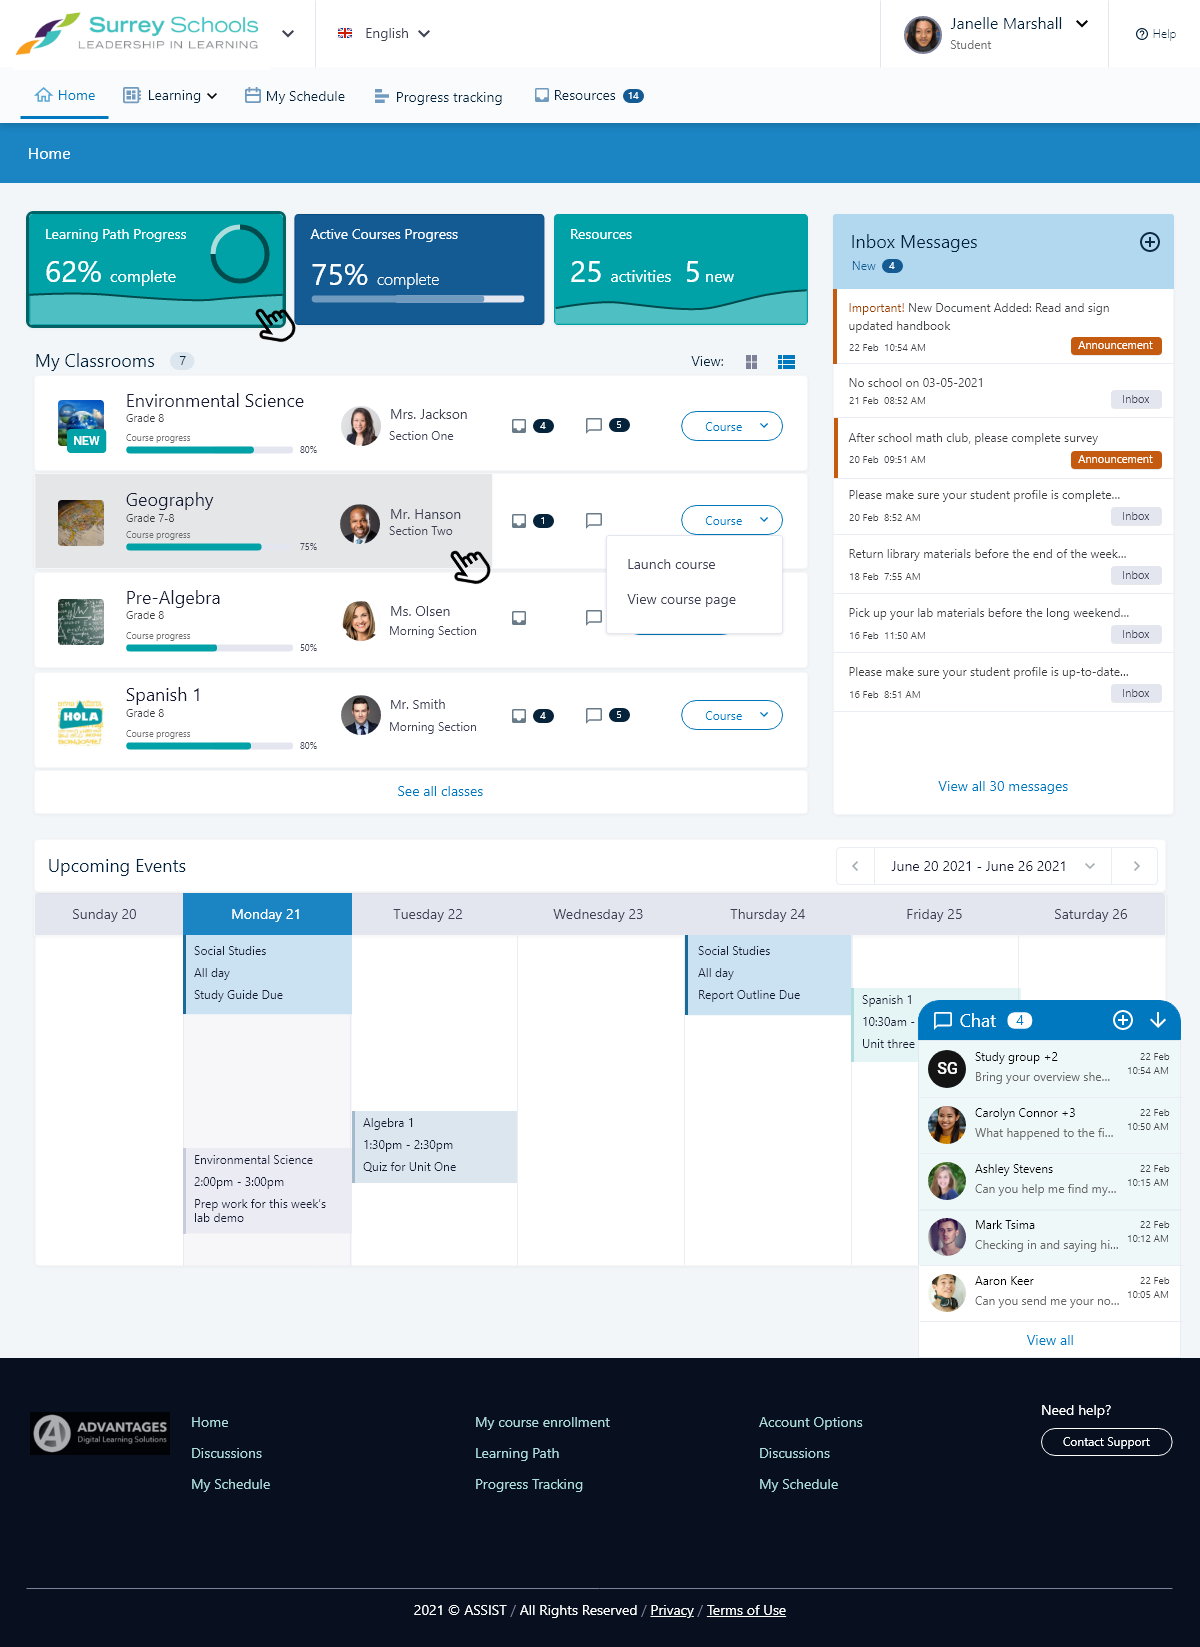 Surrey Schools
LEADERSHIP IN LEARNING
English
Janelle Marshall
Student
Help
Home
Learning
My Schedule
Progress tracking
Resources 14
Home
Learning Path Progress
62% complete
Active Courses Progress
75% complete
Resources
25 activities 5 new
Inbox Messages
New 4
Important! New Document Added: Read and sign
updated handbook
22 Feb 10:54 AM
Announcement
No school on 03-05-2021
21 Feb 08:52 AM
Inbox
After school math club, please complete survey
20 Feb 09:51 AM
Announcement
Please make sure your student profile is complete...
20 Feb 8:52 AM
Inbox
Return library materials before the end of the week...
18 Feb 7:55 AM
Inbox
Pick up your lab materials before the long weekend...
16 Feb 11:50 AM
Inbox
Please make sure your student profile is up-to-date...
16 Feb 8:51 AM
Inbox
View all 30 messages
My Classrooms 7
View:
NEW
Environmental Science
Grade 8
Course progress
80%
Mrs. Jackson
Section One
4
5
Course
Geography
Grade 7-8
Course progress
75%
Mr. Hanson
Section Two
1
Course
Launch course
View course page
Pre-Algebra
Grade 8
Course progress
50%
Ms. Olsen
Morning Section
HOLA
Spanish 1
Grade 8
Course progress
80%
Mr. Smith
Morning Section
4
5
Course
See all classes
Upcoming Events
June 20 2021 - June 26 2021
Sunday 20
Monday 21
Tuesday 22
Wednesday 23
Thursday 24
Friday 25
Saturday 26
Social Studies
All day
Study Guide Due
Environmental Science
2:00pm - 3:00pm
Prep work for this week's
lab demo
Algebra 1
1:30pm - 2:30pm
Quiz for Unit One
Social Studies
All day
Report Outline Due
Spanish 1
10:30am -
Unit three
Chat 4
SG
Study group +2
Bring your overview she...
22 Feb
10:54 AM
Carolyn Connor +3
What happened to the fi...
22 Feb
10:50 AM
Ashley Stevens
Can you help me find my...
22 Feb
10:15 AM
Mark Tsima
Checking in and saying hi...
22 Feb
10:12 AM
Aaron Keer
Can you send me your no...
22 Feb
10:05 AM
View all
A ADVANTAGES
Digital Learning Solutions
Home
Discussions
My Schedule
My course enrollment
Learning Path
Progress Tracking
Account Options
Discussions
My Schedule
Need help?
Contact Support
2021 © ASSIST / All Rights Reserved / Privacy / Terms of Use